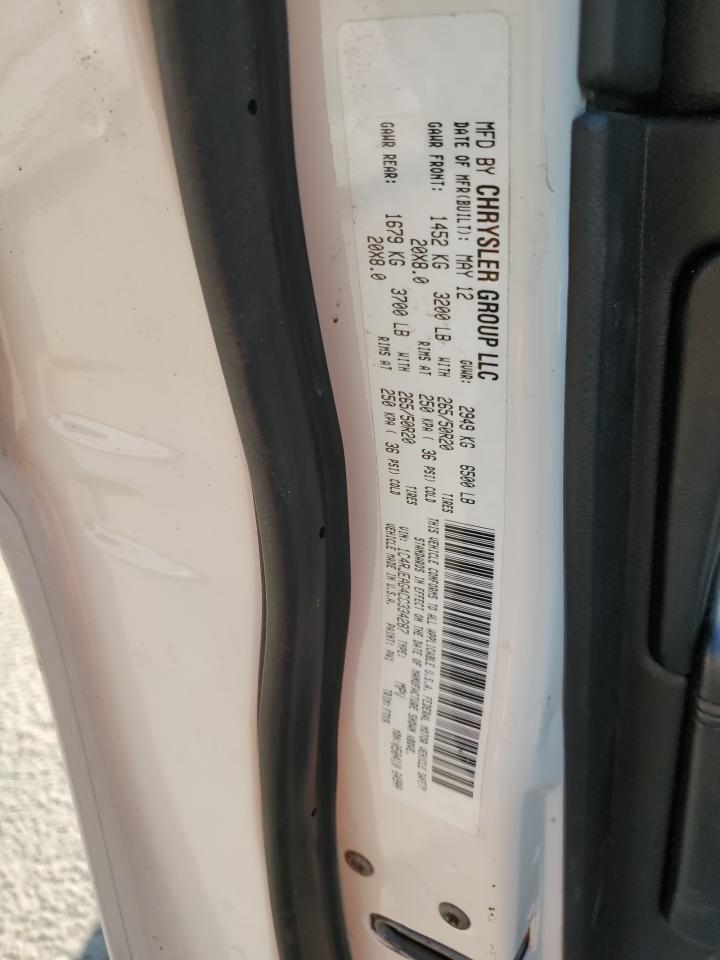 MFD BY CHRYSLER GROUP LLC
DATE OF MFR(BUILT): MAY 12 GVWR: 2949 KG 6500 LB
GAWR FRONT: 1452 KG 3200 LB WITH 265/50R20 TIRES
20X8.0 RIMS AT 250 KPA ( 36 PSI) COLD
GAWR REAR: 1679 KG 3700 LB WITH 265/50R20 TIRES
20X8.0 RIMS AT 250 KPA ( 36 PSI) COLD
THIS VEHICLE CONFORMS TO ALL APPLICABLE U.S.A. FEDERAL MOTOR VEHICLE SAFETY
STANDARDS IN EFFECT ON THE DATE OF MANUFACTURE SHOWN ABOVE.
VIN: 1C4RJEAG4CC334287 TYPE: MPV
VEHICLE MADE IN U.S.A. PAINT: PW1 TRIM: